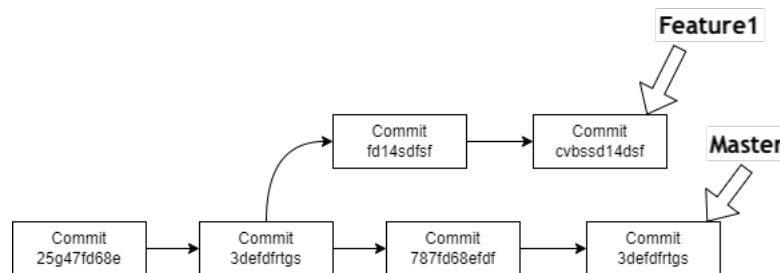 Feature1
Commit
fd14sdfsf
Commit
cvbssd14dsf
Master
Commit
25g47fd68e
Commit
3defdfrtgs
Commit
787fd68efdf
Commit
3defdfrtgs